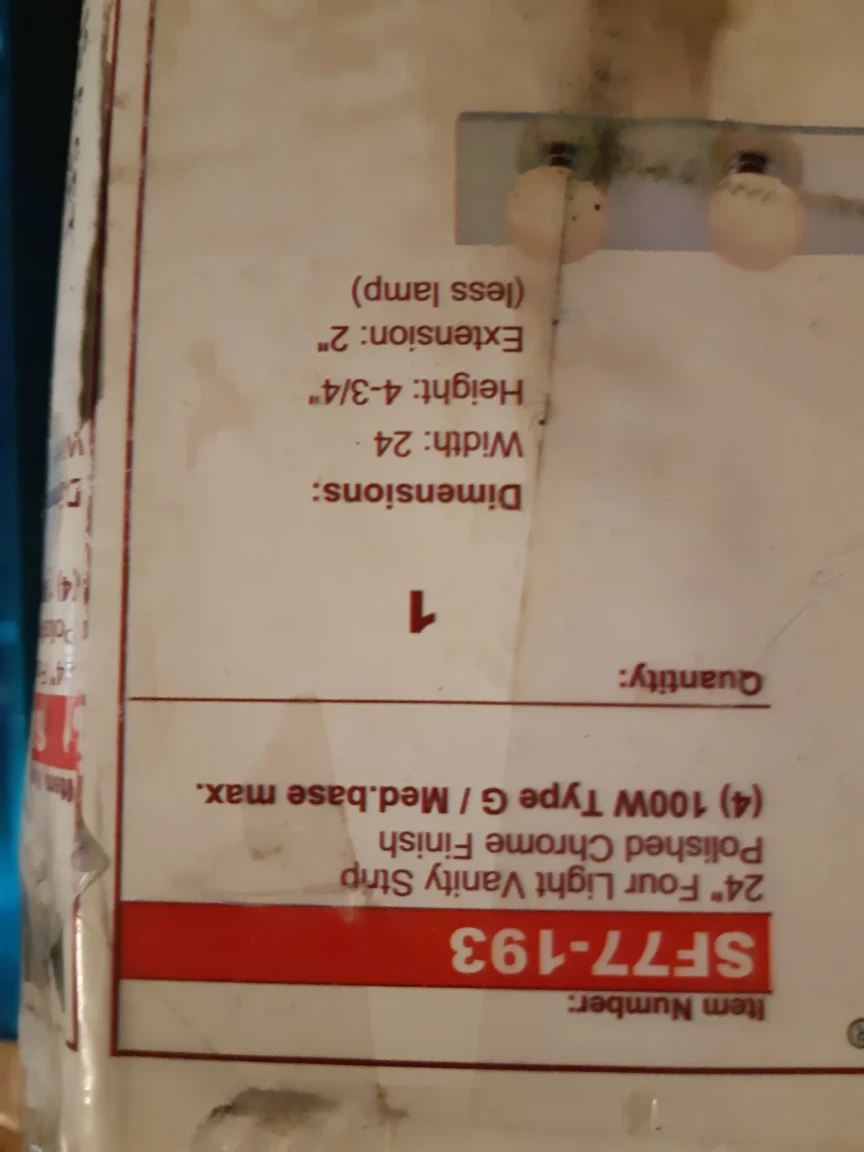 Item Number:
SF77-193
24" Four Light Vanity Strip
Polished Chrome Finish
(4) 100W Type G / Med.base max.
Quantity:
1
Dimensions:
Width: 24
Height: 4-3/4"
Extension: 2"
(less lamp)
®